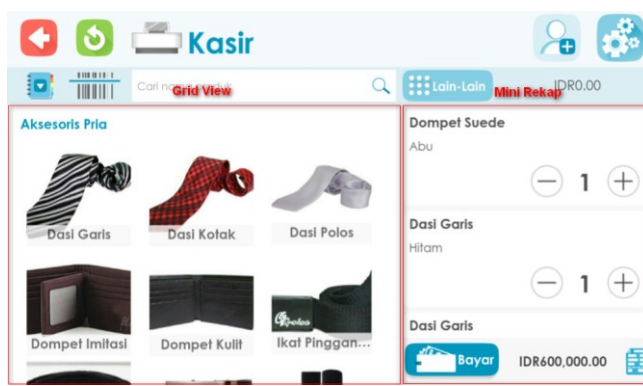 Kasir
Cari nama produk
Grid View
Lain-Lain
Mini Rekap
IDR0.00
Aksesoris Pria
Dasi Garis
Dasi Kotak
Dasi Polos
Dompet Imitasi
Dompet Kulit
Ikat Pinggan...
Dompet Suede
Abu
1
Dasi Garis
Hitam
1
Dasi Garis
Bayar
IDR600,000.00